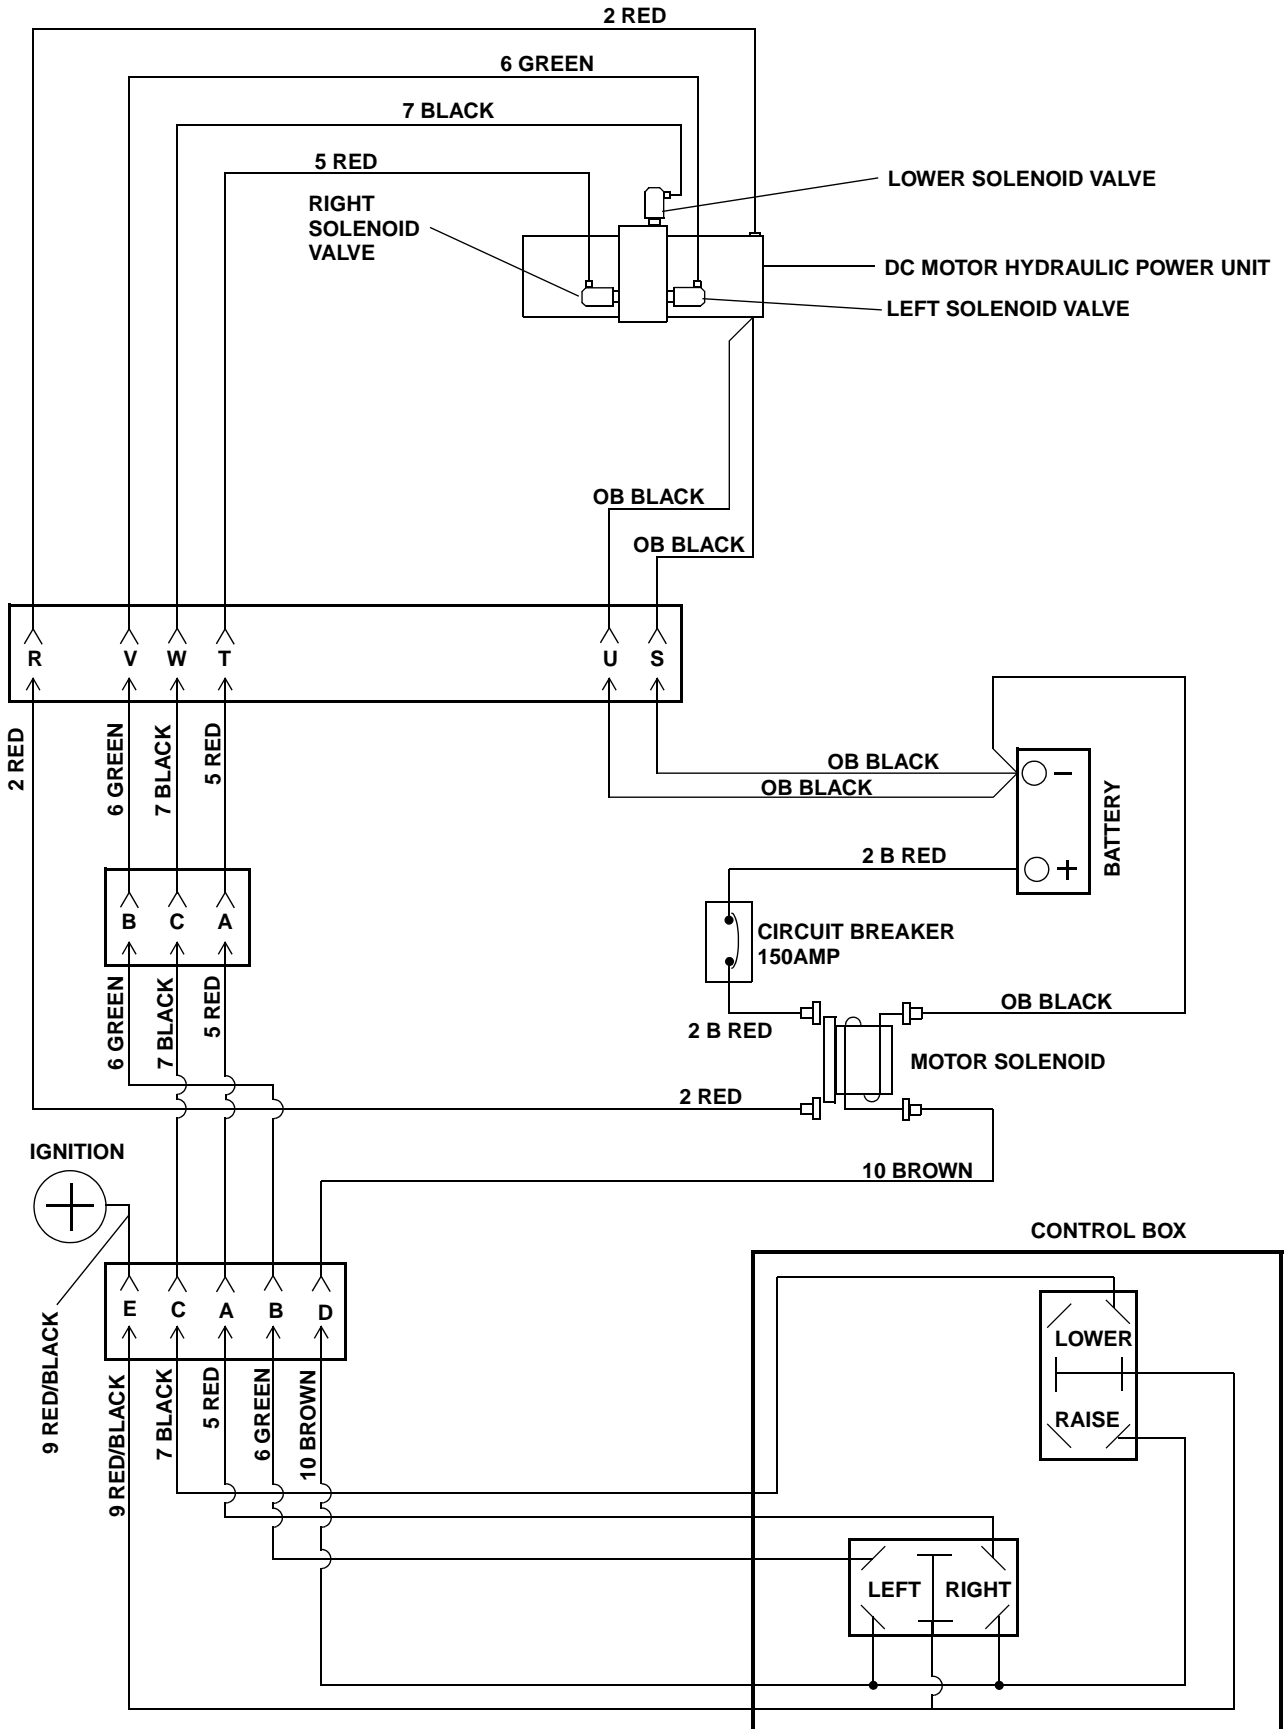 2 RED
6 GREEN
7 BLACK
5 RED
LOWER SOLENOID VALVE
RIGHT
SOLENOID
VALVE
DC MOTOR HYDRAULIC POWER UNIT
LEFT SOLENOID VALVE
OB BLACK
OB BLACK
R V W T U S
2 RED
6 GREEN
7 BLACK
5 RED
OB BLACK
OB BLACK
BATTERY
2 B RED
B C A
CIRCUIT BREAKER
150AMP
6 GREEN
7 BLACK
5 RED
OB BLACK
2 B RED
MOTOR SOLENOID
2 RED
IGNITION
10 BROWN
CONTROL BOX
E C A B D
9 RED/BLACK
9 RED/BLACK
7 BLACK
5 RED
6 GREEN
10 BROWN
LOWER
RAISE
LEFT RIGHT